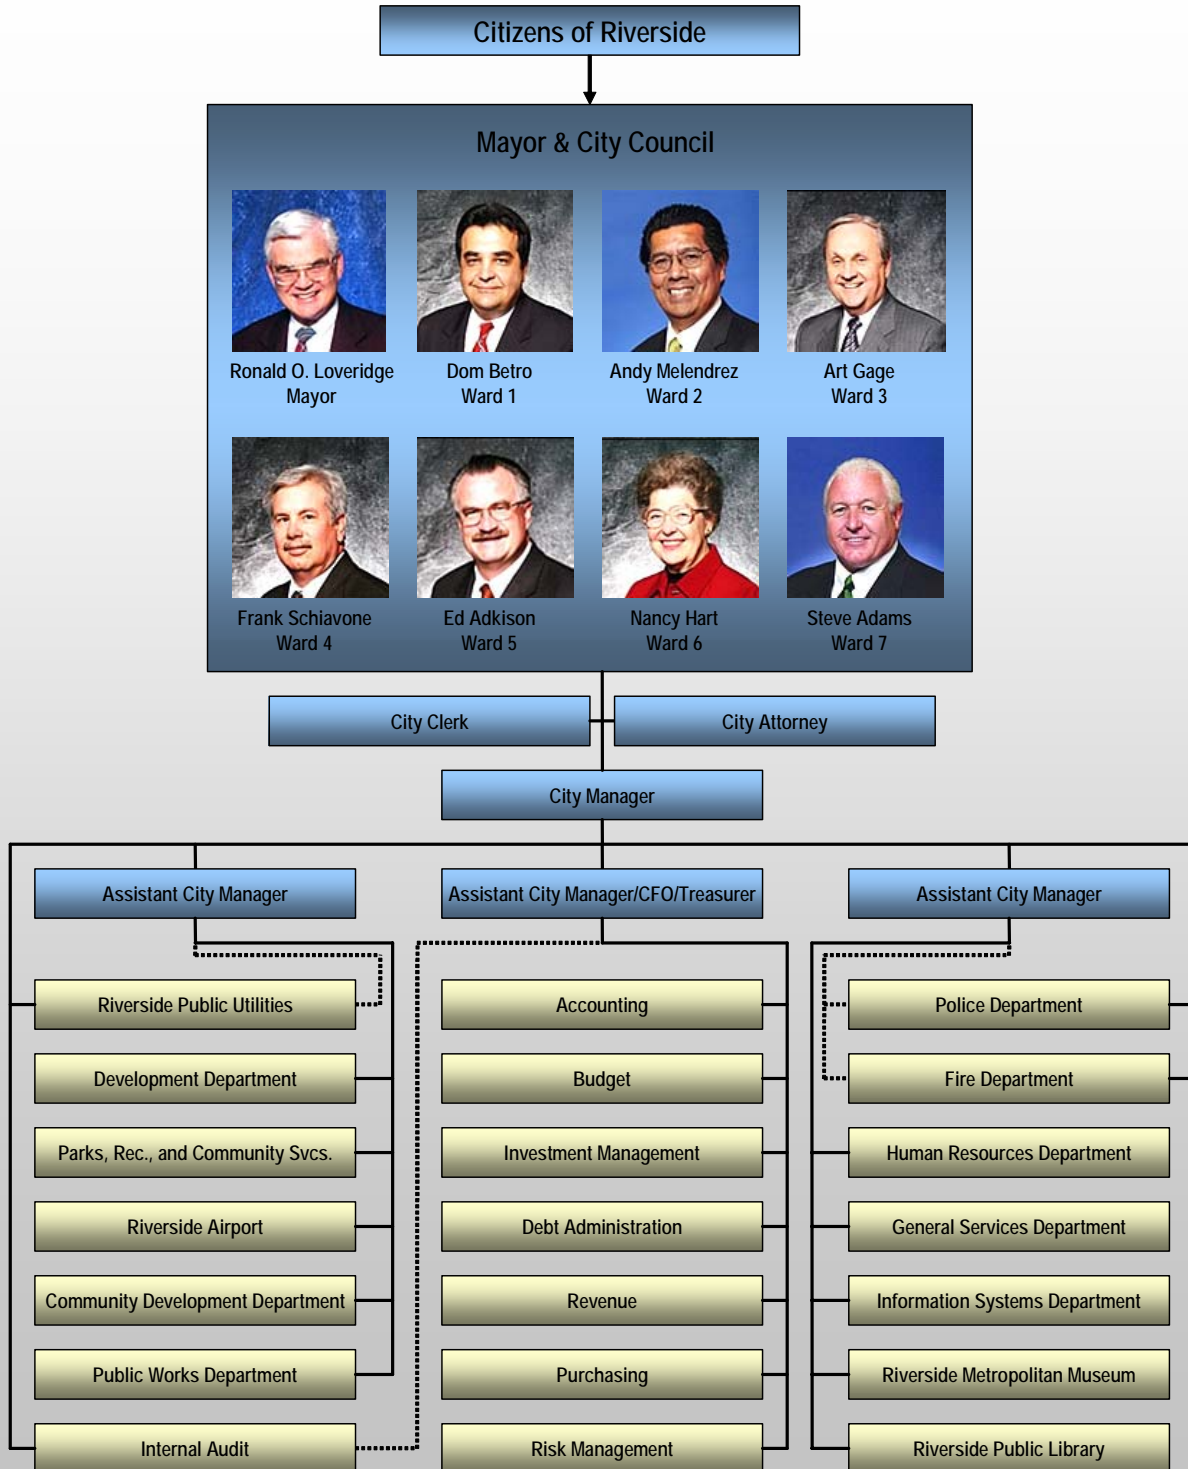 Citizens of Riverside
Mayor & City Council
Ronald O. Loveridge
Mayor
Dom Betro
Ward 1
Andy Melendrez
Ward 2
Art Gage
Ward 3
Frank Schiavone
Ward 4
Ed Adkison
Ward 5
Nancy Hart
Ward 6
Steve Adams
Ward 7
City Clerk
City Attorney
City Manager
Assistant City Manager
Assistant City Manager/CFO/Treasurer
Assistant City Manager
Riverside Public Utilities
Development Department
Parks, Rec., and Community Svcs.
Riverside Airport
Community Development Department
Public Works Department
Internal Audit
Accounting
Budget
Investment Management
Debt Administration
Revenue
Purchasing
Risk Management
Police Department
Fire Department
Human Resources Department
General Services Department
Information Systems Department
Riverside Metropolitan Museum
Riverside Public Library